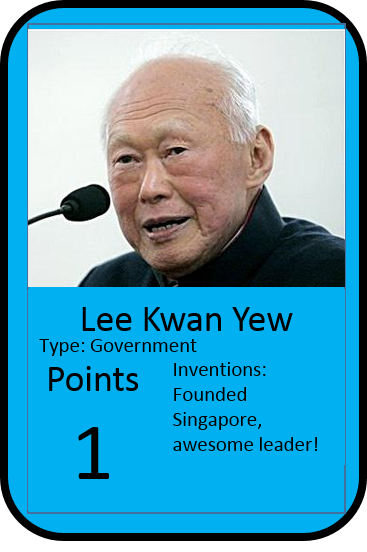 Lee Kwan Yew
Type: Government
Points
1
Inventions:
Founded
Singapore,
awesome leader!